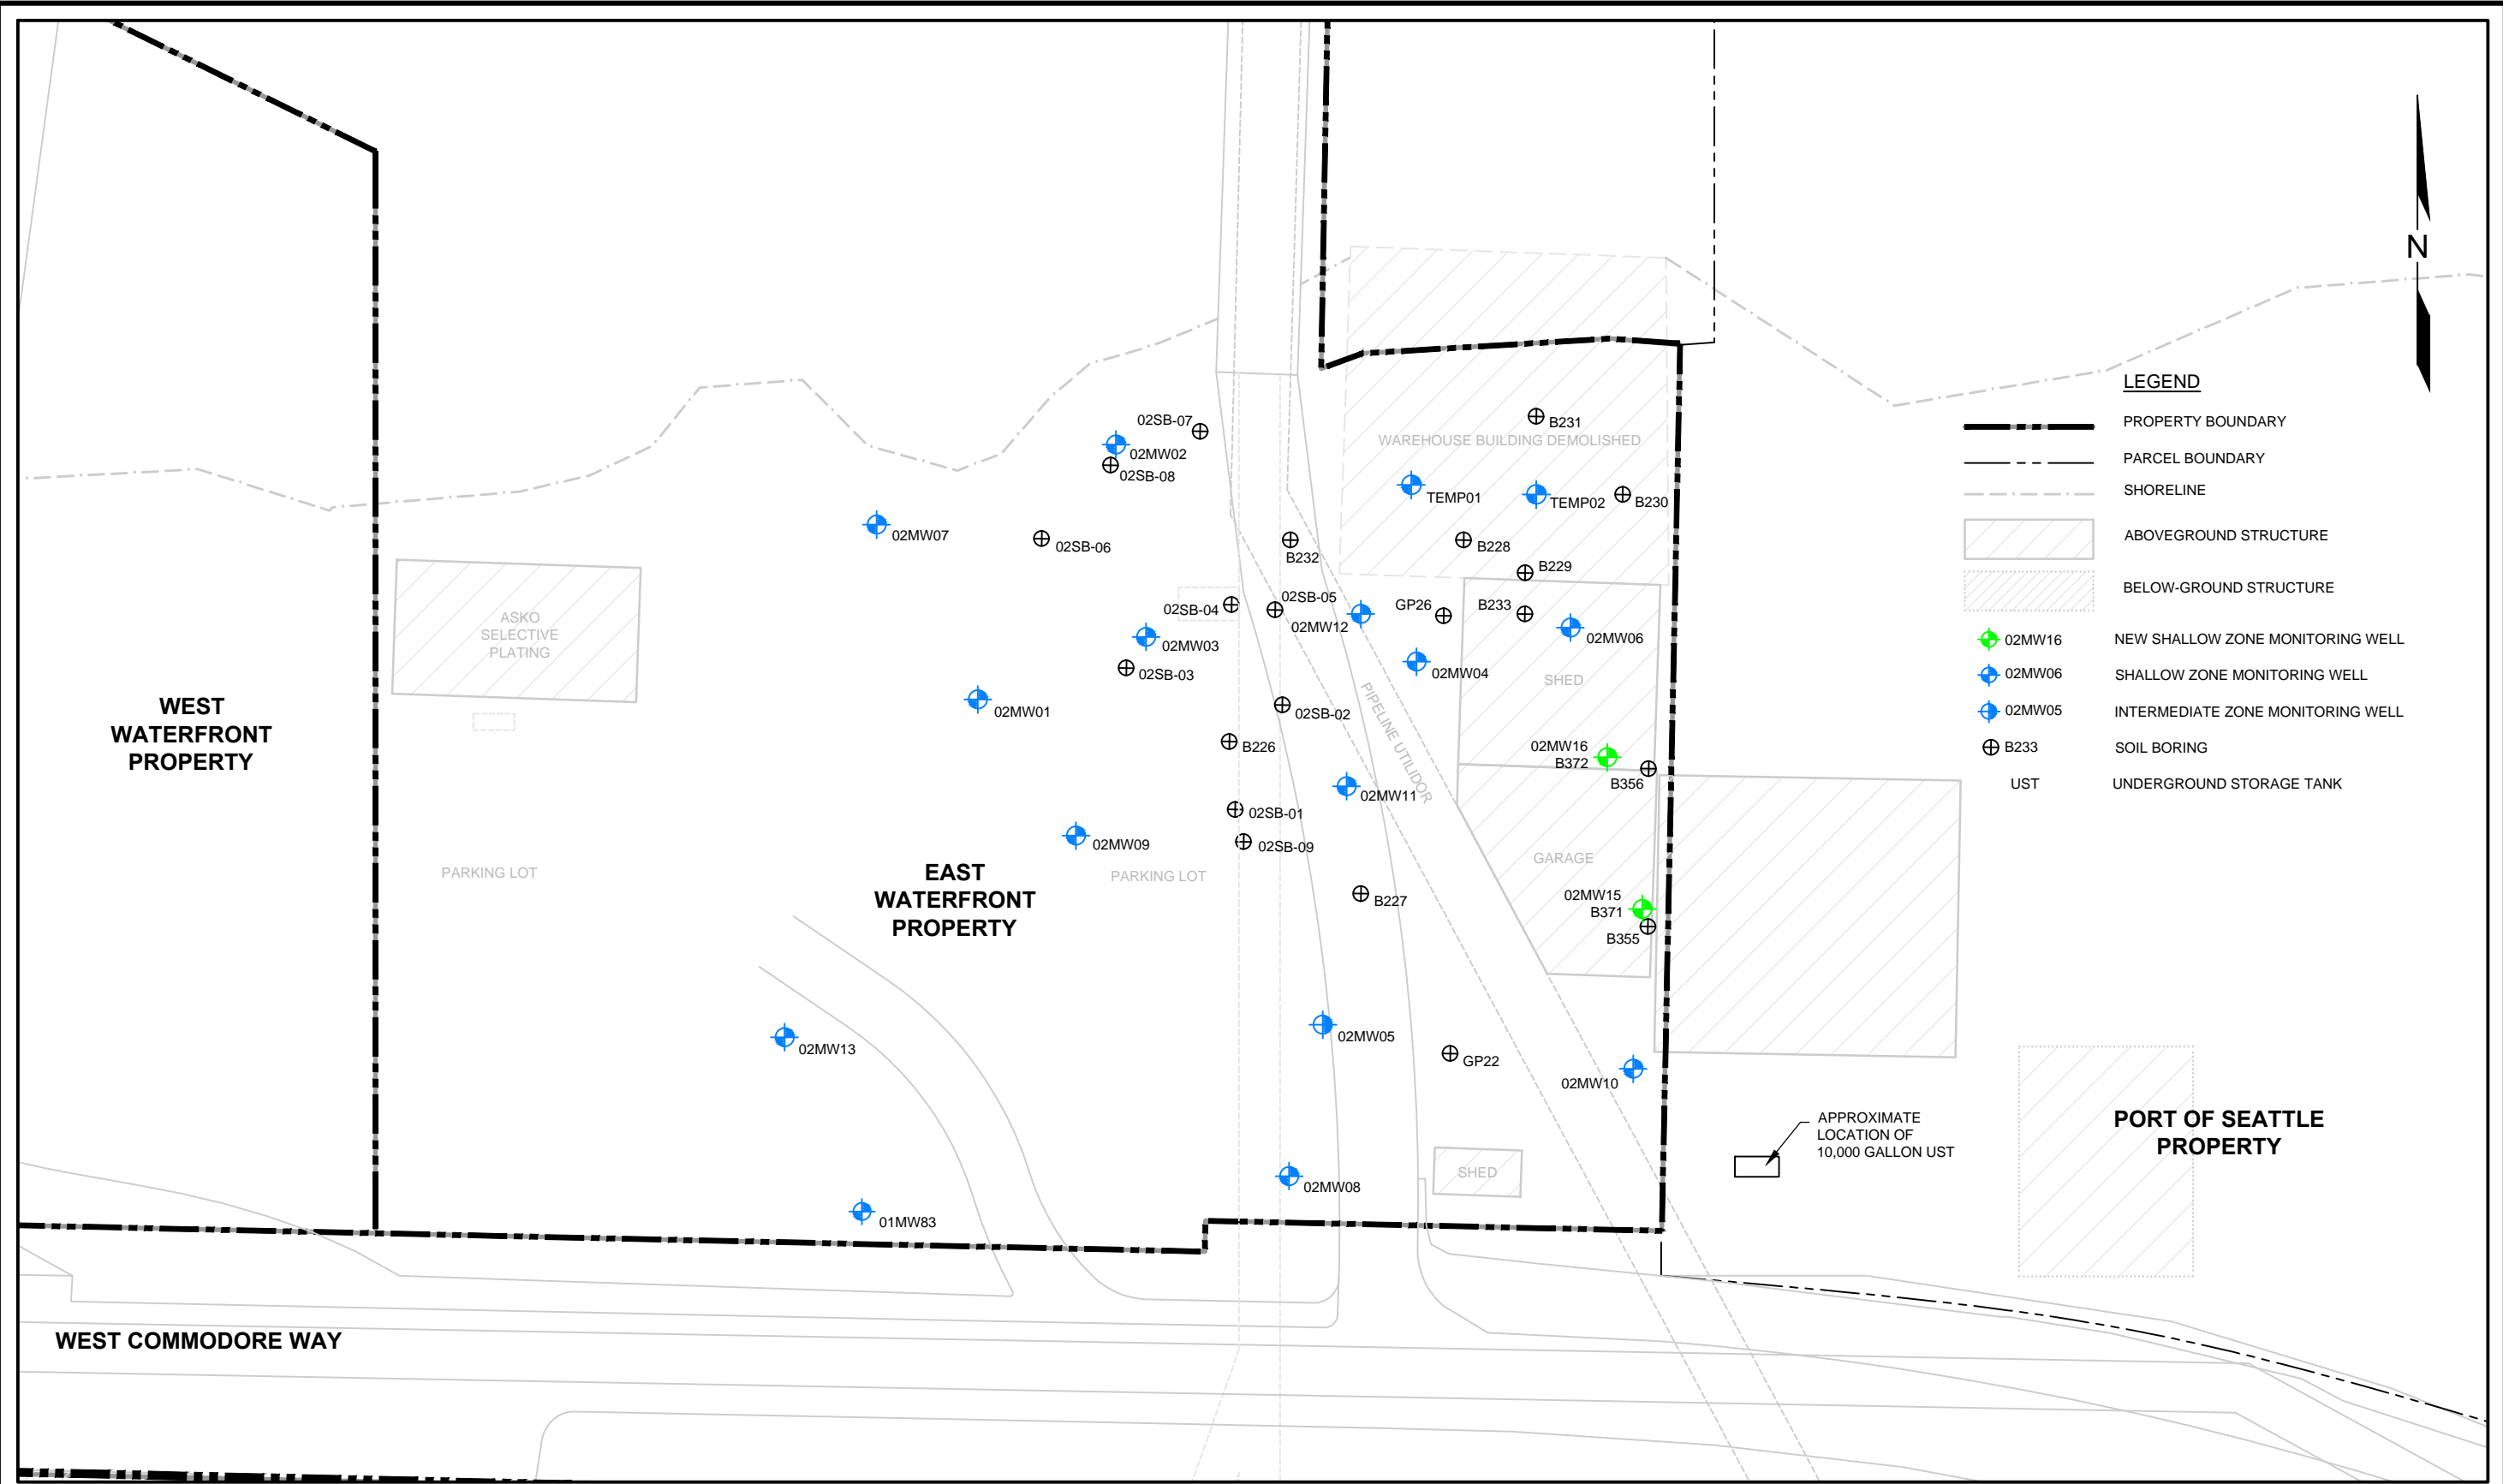 N
LEGEND
PROPERTY BOUNDARY
PARCEL BOUNDARY
SHORELINE
ABOVEGROUND STRUCTURE
BELOW-GROUND STRUCTURE
02MW16 NEW SHALLOW ZONE MONITORING WELL
02MW06 SHALLOW ZONE MONITORING WELL
02MW05 INTERMEDIATE ZONE MONITORING WELL
B233 SOIL BORING
UST UNDERGROUND STORAGE TANK
02SB-07
02MW02
02SB-08
B231
WAREHOUSE BUILDING DEMOLISHED
TEMP01
TEMP02
B230
02MW07
02SB-06
B232
B228
B229
ASKO
SELECTIVE
PLATING
02SB-04
02SB-05
02MW12
GP26
B233
02MW06
02MW03
02SB-03
02MW04
SHED
WEST
WATERFRONT
PROPERTY
02MW01
02SB-02
PIPELINE UTILIDOR
B226
02MW16
B372
B356
02MW11
02SB-01
02MW09
02SB-09
GARAGE
PARKING LOT
EAST
WATERFRONT
PROPERTY
PARKING LOT
B227
02MW15
B371
B355
02MW13
02MW05
GP22
02MW10
APPROXIMATE
LOCATION OF
10,000 GALLON UST
PORT OF SEATTLE
PROPERTY
SHED
02MW08
01MW83
WEST COMMODORE WAY